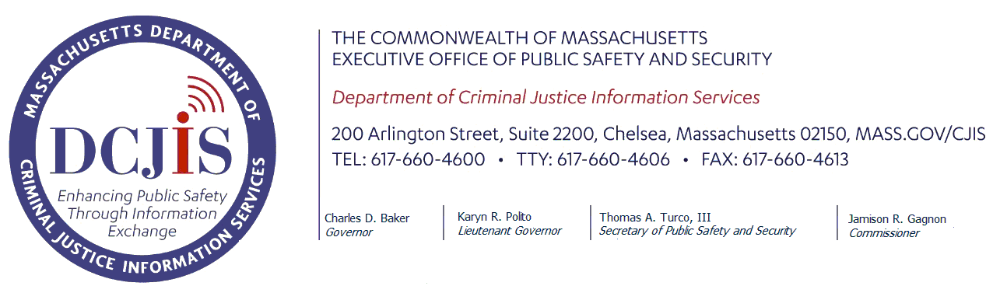 MASSACHUSETTS DEPARTMENT OF
CRIMINAL JUSTICE INFORMATION SERVICES
DCJiS
Enhancing Public Safety
Through Information
Exchange
THE COMMONWEALTH OF MASSACHUSETTS
EXECUTIVE OFFICE OF PUBLIC SAFETY AND SECURITY
Department of Criminal Justice Information Services
200 Arlington Street, Suite 2200, Chelsea, Massachusetts 02150, MASS.GOV/CJIS
TEL: 617-660-4600 • TTY: 617-660-4606 • FAX: 617-660-4613
Charles D. Baker
Governor
Karyn R. Polito
Lieutenant Governor
Thomas A. Turco, III
Secretary of Public Safety and Security
Jamison R. Gagnon
Commissioner